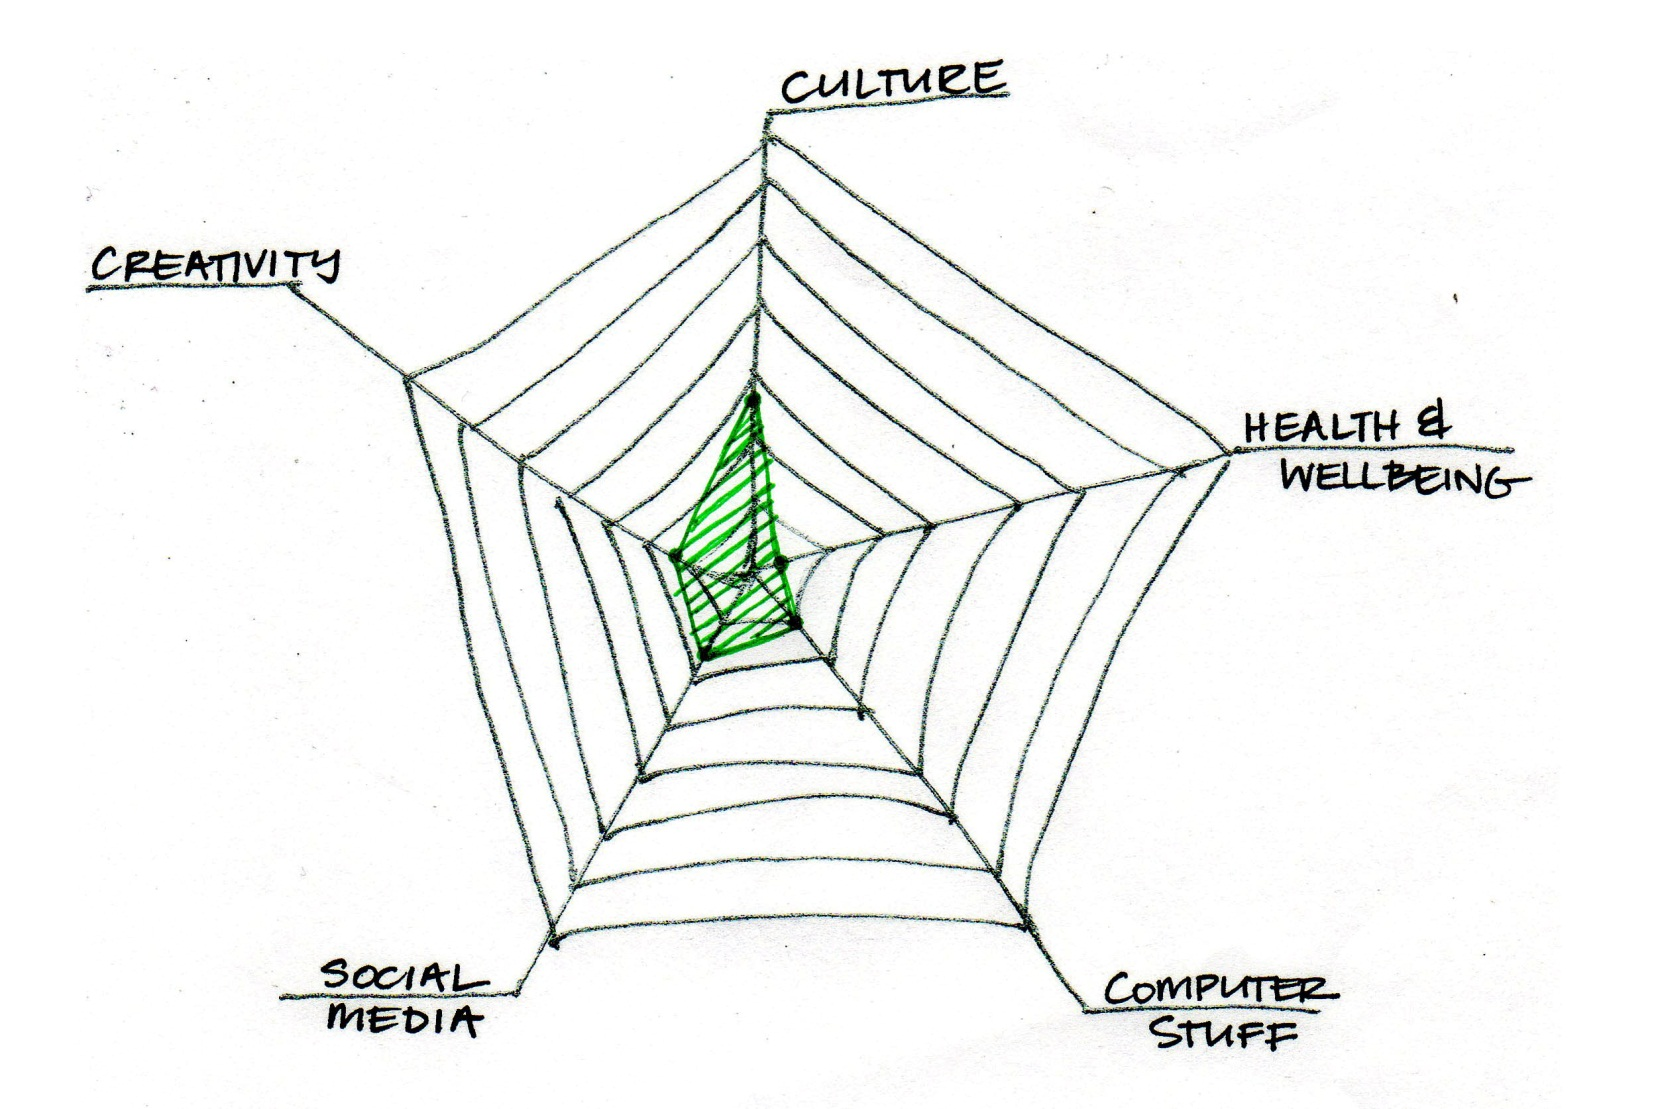 CULTURE
CREATIVITY
HEALTH &
WELLBEING
SOCIAL
MEDIA
COMPUTER
STUFF